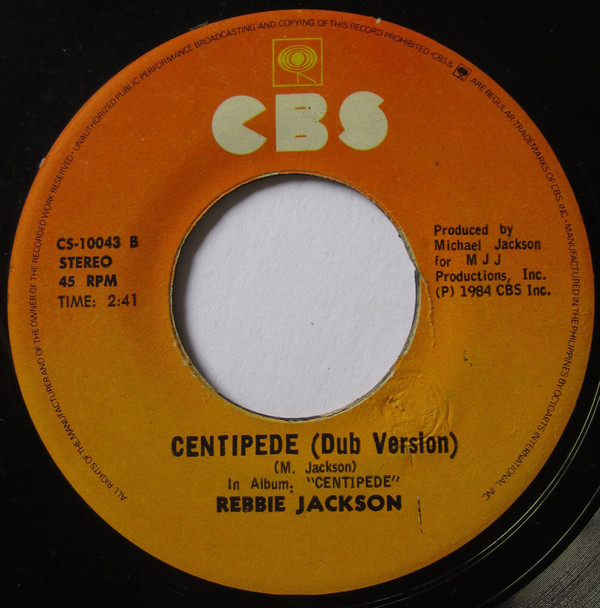 ALL RIGHTS OF THE MANUFACTURER AND OF THE OWNER OF THE RECORDED WORK RESERVED • UNAUTHORIZED PUBLIC PERFORMANCE BROADCASTING AND COPYING OF THIS RECORD PROHIBITED • CBS & ARE REGULAR TRADEMARKS OF CBS, INC. • MANUFACTURED IN THE PHILIPPINES BY OCTOARTS INTERNATIONAL, INC
CBS
CS-10043 B
STEREO
45 RPM
TIME: 2:41
Produced by
Michael Jackson
for M J J
Productions, Inc.
(P) 1984 CBS Inc.
CENTIPEDE (Dub Version)
(M. Jackson)
In Album: "CENTIPEDE"
REBBIE JACKSON